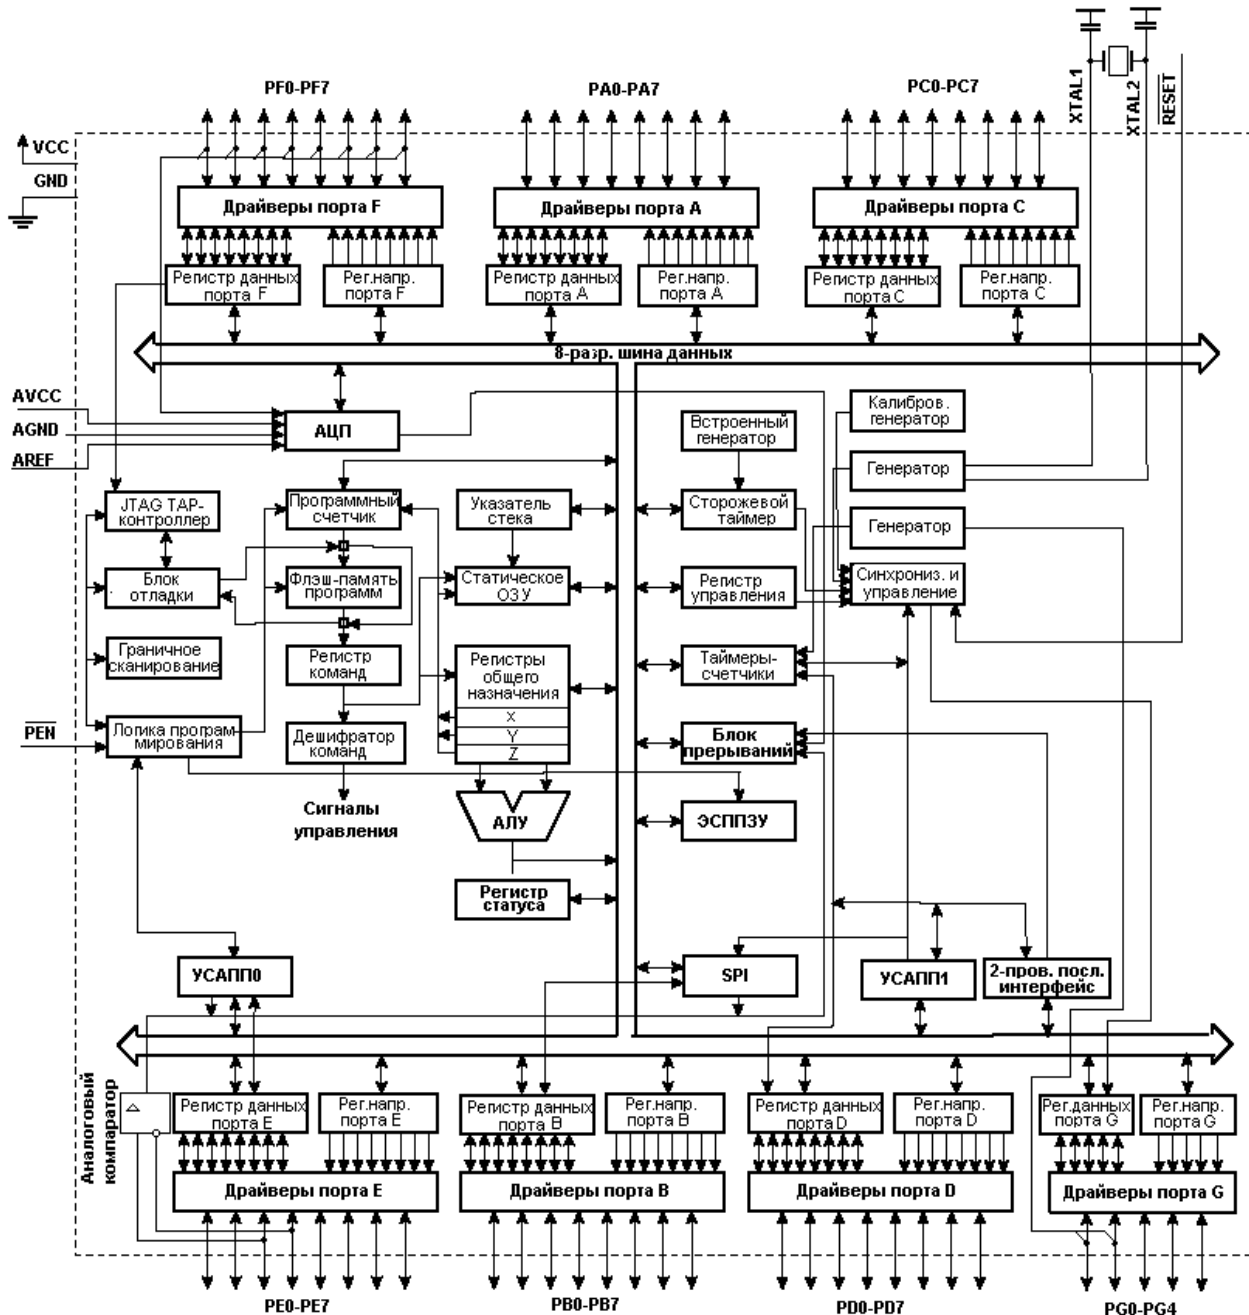 PF0-PF7
PA0-PA7
PC0-PC7
XTAL1
XTAL2
RESET
VCC
GND
Драйверы порта F
Драйверы порта A
Драйверы порта C
Регистр данных
порта F
Рег.напр.
порта F
Регистр данных
порта A
Рег.напр.
порта A
Регистр данных
порта C
Рег.напр.
порта C
8-разр. шина данных
AVCC
AGND
AREF
АЦП
Встроенный
генератор
Калибров.
генератор
Генератор
JTAG TAP-
контроллер
Программный
счетчик
Указатель
стека
Сторожевой
таймер
Генератор
Блок
отладки
Флэш-память
программ
Статическое
ОЗУ
Регистр
управления
Синхрониз. и
управление
Граничное
сканирование
Регистр
команд
Регистры
общего
назначения
X
Y
Z
Таймеры-
счетчики
PEN
Логика програм
мирования
Дешифратор
команд
Блок
прерываний
Сигналы
управления
АЛУ
ЭСППЗУ
Регистр
статуса
УСАПП0
SPI
УСАПП1
2-пров. посл.
интерфейс
Аналоговый
компаратор
Регистр данных
порта E
Рег.напр.
порта E
Регистр данных
порта B
Рег.напр.
порта B
Регистр данных
порта D
Рег.напр.
порта D
Рег.данных
порта G
Рег.напр.
порта G
Драйверы порта E
Драйверы порта B
Драйверы порта D
Драйверы порта G
PE0-PE7
PB0-PB7
PD0-PD7
PG0-PG4